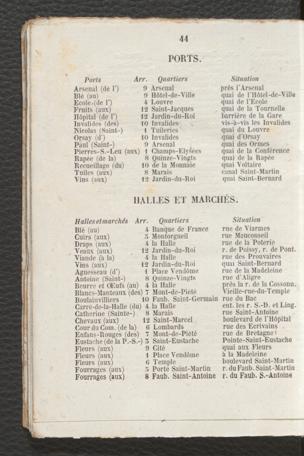 44
PORTS.
Ports Arr. Quartiers Situation
Arsenal (de l') 9 Arsenal près l'Arsenal
Blé (au) 9 Hôtel-de-Ville quai de l'Hôtel-de-Ville
Ecole (de l') 4 Louvre quai de l'Ecole
Fruits (aux) 12 Saint-Jacques quai de la Tournelle
Hôpital (de l') 12 Jardin-du-Roi barrière de la Gare
Invalides (des) 10 Invalides vis-à-vis les Invalides
Nicolas (Saint-) 1 Tuileries quai du Louvre
Orsay (d') 10 Invalides quai d'Orsay
Paul (Saint-) 9 Arsenal quai des Ormes
Pierres-S.-Leu (aux) 1 Champs-Elysées quai de la Conférence
Rapée (de la) 8 Quinze-Vingts quai de la Rapée
Recueillage (du) 10 de la Monnaie quai Voltaire
Tuiles (aux) 8 Marais canal Saint-Martin
Vins (aux) 12 Jardin-du-Roi quai Saint-Bernard
HALLES ET MARCHÉS.
Halles et marchés Arr. Quartiers Situation
Blé (au) 4 Banque de France rue de Viarmes
Cuirs (aux) 5 Montorgueil rue Mauconseil
Draps (aux) 4 la Halle rue de la Poterie
Veaux (aux) 12 Jardin-du-Roi r. de Poissy, r. de Pont.
Viande (à la) 4 la Halle rue des Prouvaires
Vins (aux) 12 Jardin-du-Roi quai Saint-Bernard
Aguesseau (d') 1 Place Vendôme rue de la Madeleine
Antoine (Saint-) 8 Quinze-Vingts rue d'Aligre
Beurre et Œufs (au) 4 la Halle près la r. de la Cossonn.
Blancs-Manteaux (des) 7 Mont-de-Piété Vieille-rue-du-Temple
Boulainvilliers 10 Faub. Saint-Germain rue du Bac
Carré-de-la-Halle (du) 4 la Halle ent. les r. S.-D. et Ling.
Catherine (Sainte-) 8 Marais rue Saint-Antoine
Chevaux (aux) 12 Saint-Marcel boulevard de l'Hôpital
Cour du Com. (de la) 6 Lombards rue des Ecrivains
Enfans-Rouges (des) 7 Mont-de-Piété rue de Bretagne
Eustache (de la P.-S.-) 3 Saint-Eustache Pointe-Saint-Eustache
Fleurs (aux) 9 Cité quai aux Fleurs
Fleurs (aux) 1 Place Vendôme à la Madeleine
Fleurs (aux) 6 Temple boulevard Saint-Martin
Fourrages (aux) 5 Porte Saint-Martin r. du Faub. Saint-Martin
Fourrages (aux) 8 Faub. Saint-Antoine r. du Faub. S.-Antoine